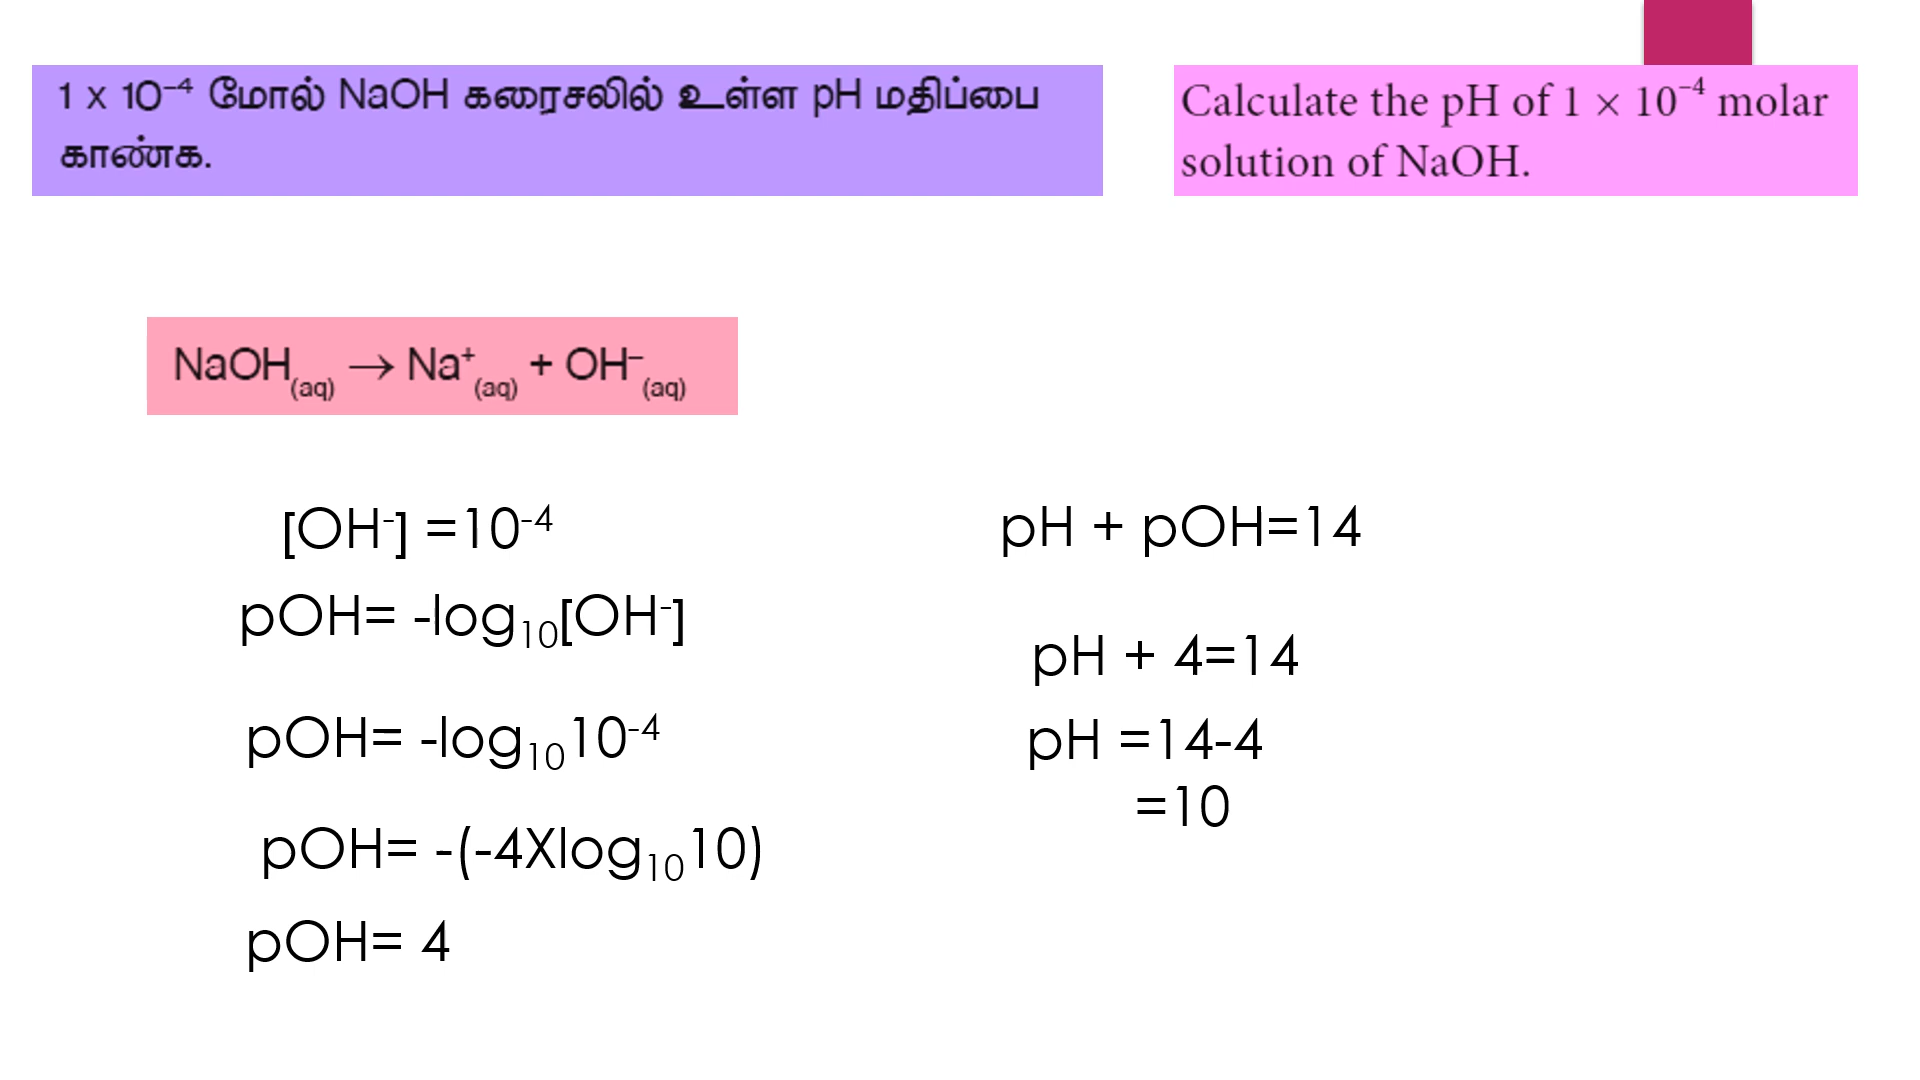 1 x 10⁻⁴ மோல் NaOH கரைசலில் உள்ள pH மதிப்பை
காண்க.
Calculate the pH of 1 × 10⁻⁴ molar
solution of NaOH.
NaOH₍aq₎ → Na⁺₍aq₎ + OH⁻₍aq₎
[OH⁻] =10⁻⁴
pOH= -log₁₀[OH⁻]
pOH= -log₁₀10⁻⁴
pOH= -(-4Xlog₁₀10)
pOH= 4
pH + pOH=14
pH + 4=14
pH =14-4
=10